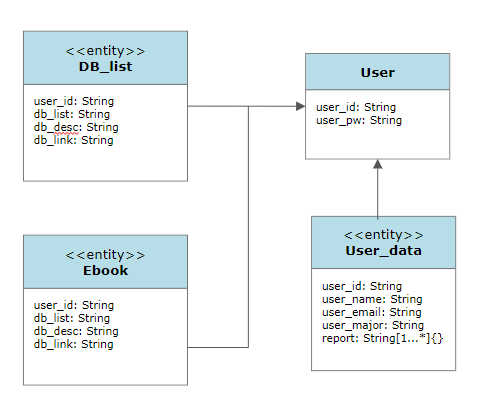 <<entity>>
DB_list
user_id: String
db_list: String
db_desc: String
db_link: String
User
user_id: String
user_pw: String
<<entity>>
Ebook
user_id: String
db_list: String
db_desc: String
db_link: String
<<entity>>
User_data
user_id: String
user_name: String
user_email: String
user_major: String
report: String[1...*]{}